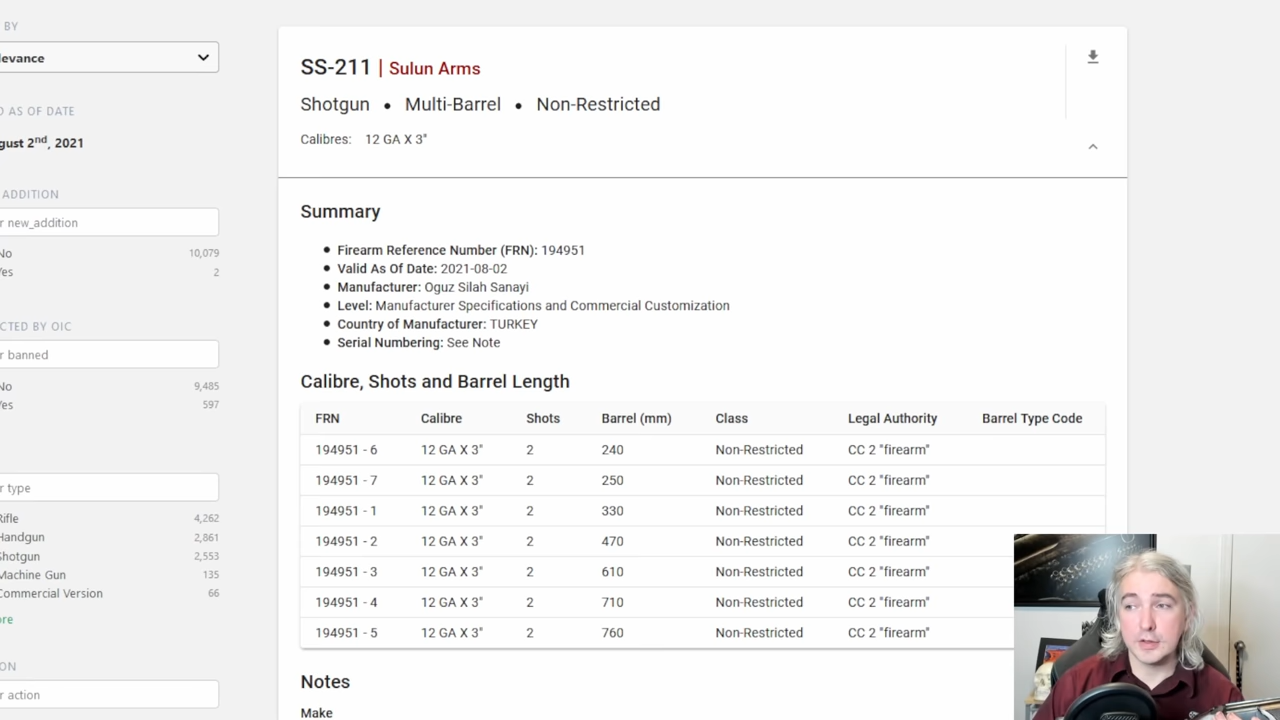 BY
levance
D AS OF DATE
gust 2nd, 2021
ADDITION
r new_addition
No 10,079
Yes 2
CTED BY OIC
r banned
No 9,485
Yes 597
r type
Rifle 4,262
Handgun 2,861
Shotgun 2,553
Machine Gun 135
Commercial Version 66
ore
ON
r action
SS-211 | Sulun Arms
Shotgun • Multi-Barrel • Non-Restricted
Calibres: 12 GA X 3"
Summary
• Firearm Reference Number (FRN): 194951
• Valid As Of Date: 2021-08-02
• Manufacturer: Oguz Silah Sanayi
• Level: Manufacturer Specifications and Commercial Customization
• Country of Manufacturer: TURKEY
• Serial Numbering: See Note
Calibre, Shots and Barrel Length
FRN Calibre Shots Barrel (mm) Class Legal Authority Barrel Type Code
194951 - 6 12 GA X 3" 2 240 Non-Restricted CC 2 "firearm"
194951 - 7 12 GA X 3" 2 250 Non-Restricted CC 2 "firearm"
194951 - 1 12 GA X 3" 2 330 Non-Restricted CC 2 "firearm"
194951 - 2 12 GA X 3" 2 470 Non-Restricted CC 2 "firearm"
194951 - 3 12 GA X 3" 2 610 Non-Restricted CC 2 "firearm"
194951 - 4 12 GA X 3" 2 710 Non-Restricted CC 2 "firearm"
194951 - 5 12 GA X 3" 2 760 Non-Restricted CC 2 "firearm"
Notes
Make